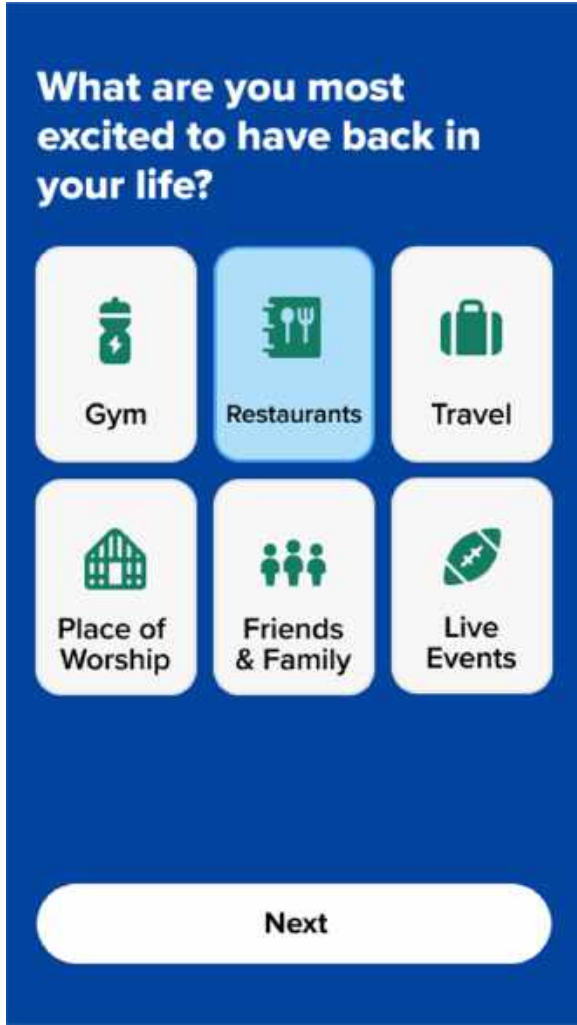 What are you most
excited to have back in
your life?
Gym
Restaurants
Travel
Place of
Worship
Friends
& Family
Live
Events
Next